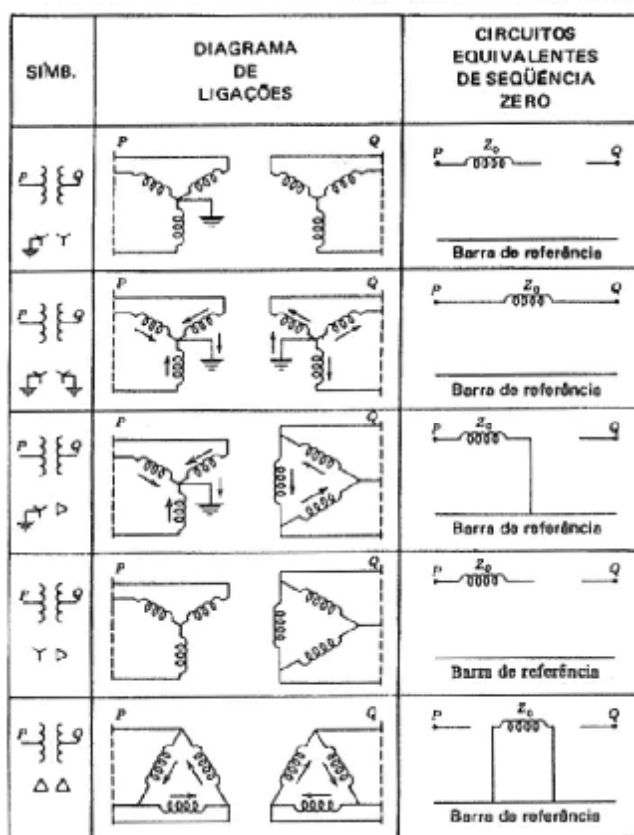 SÍMB.
DIAGRAMA
DE
LIGAÇÕES
CIRCUITOS
EQUIVALENTES
DE SEQÜÊNCIA
ZERO
P Q
P Q
P Z0 Q
Barra de referência
P Q
P Q
P Z0 Q
Barra de referência
P Q
P Q
P Z0 Q
Barra de referência
P Q
P Q
P Z0 Q
Barra de referência
P Q
P Q
P Z0 Q
Barra de referência